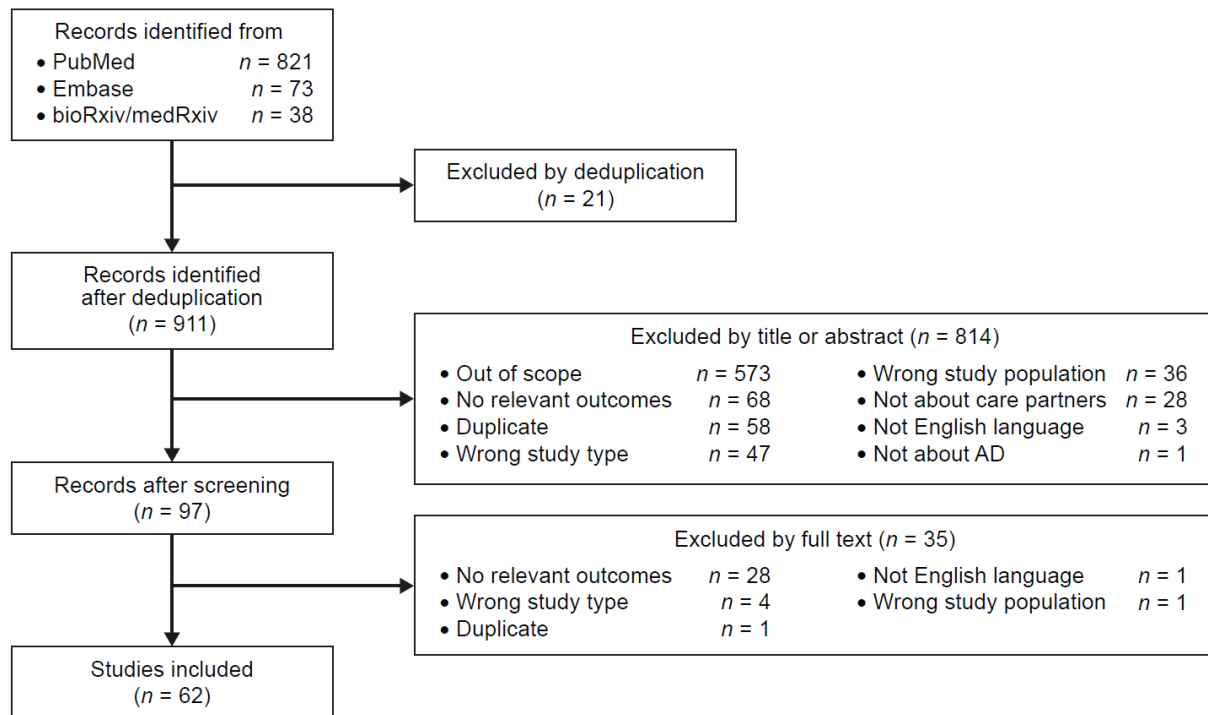 Records identified from
• PubMed n = 821
• Embase n = 73
• bioRxiv/medRxiv n = 38
Excluded by deduplication
(n = 21)
Records identified
after deduplication
(n = 911)
Excluded by title or abstract (n = 814)
• Out of scope n = 573
• No relevant outcomes n = 68
• Duplicate n = 58
• Wrong study type n = 47
• Wrong study population n = 36
• Not about care partners n = 28
• Not English language n = 3
• Not about AD n = 1
Records after screening
(n = 97)
Excluded by full text (n = 35)
• No relevant outcomes n = 28
• Wrong study type n = 4
• Duplicate n = 1
• Not English language n = 1
• Wrong study population n = 1
Studies included
(n = 62)